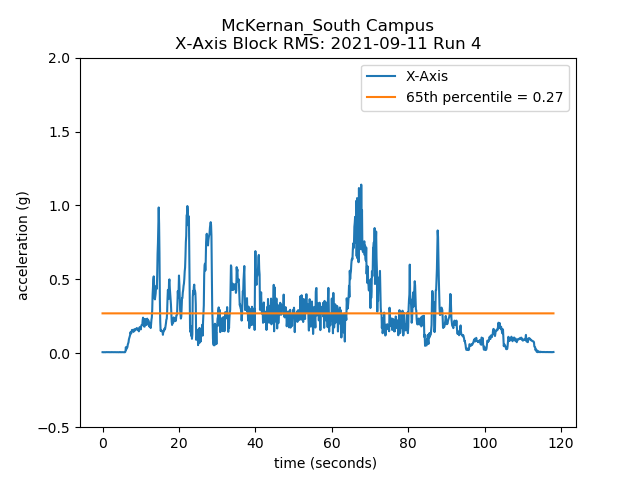 McKernan_South Campus
X-Axis Block RMS: 2021-09-11 Run 4
X-Axis
65th percentile = 0.27
2.0
1.5
1.0
0.5
0.0
−0.5
acceleration (g)
0 20 40 60 80 100 120
time (seconds)